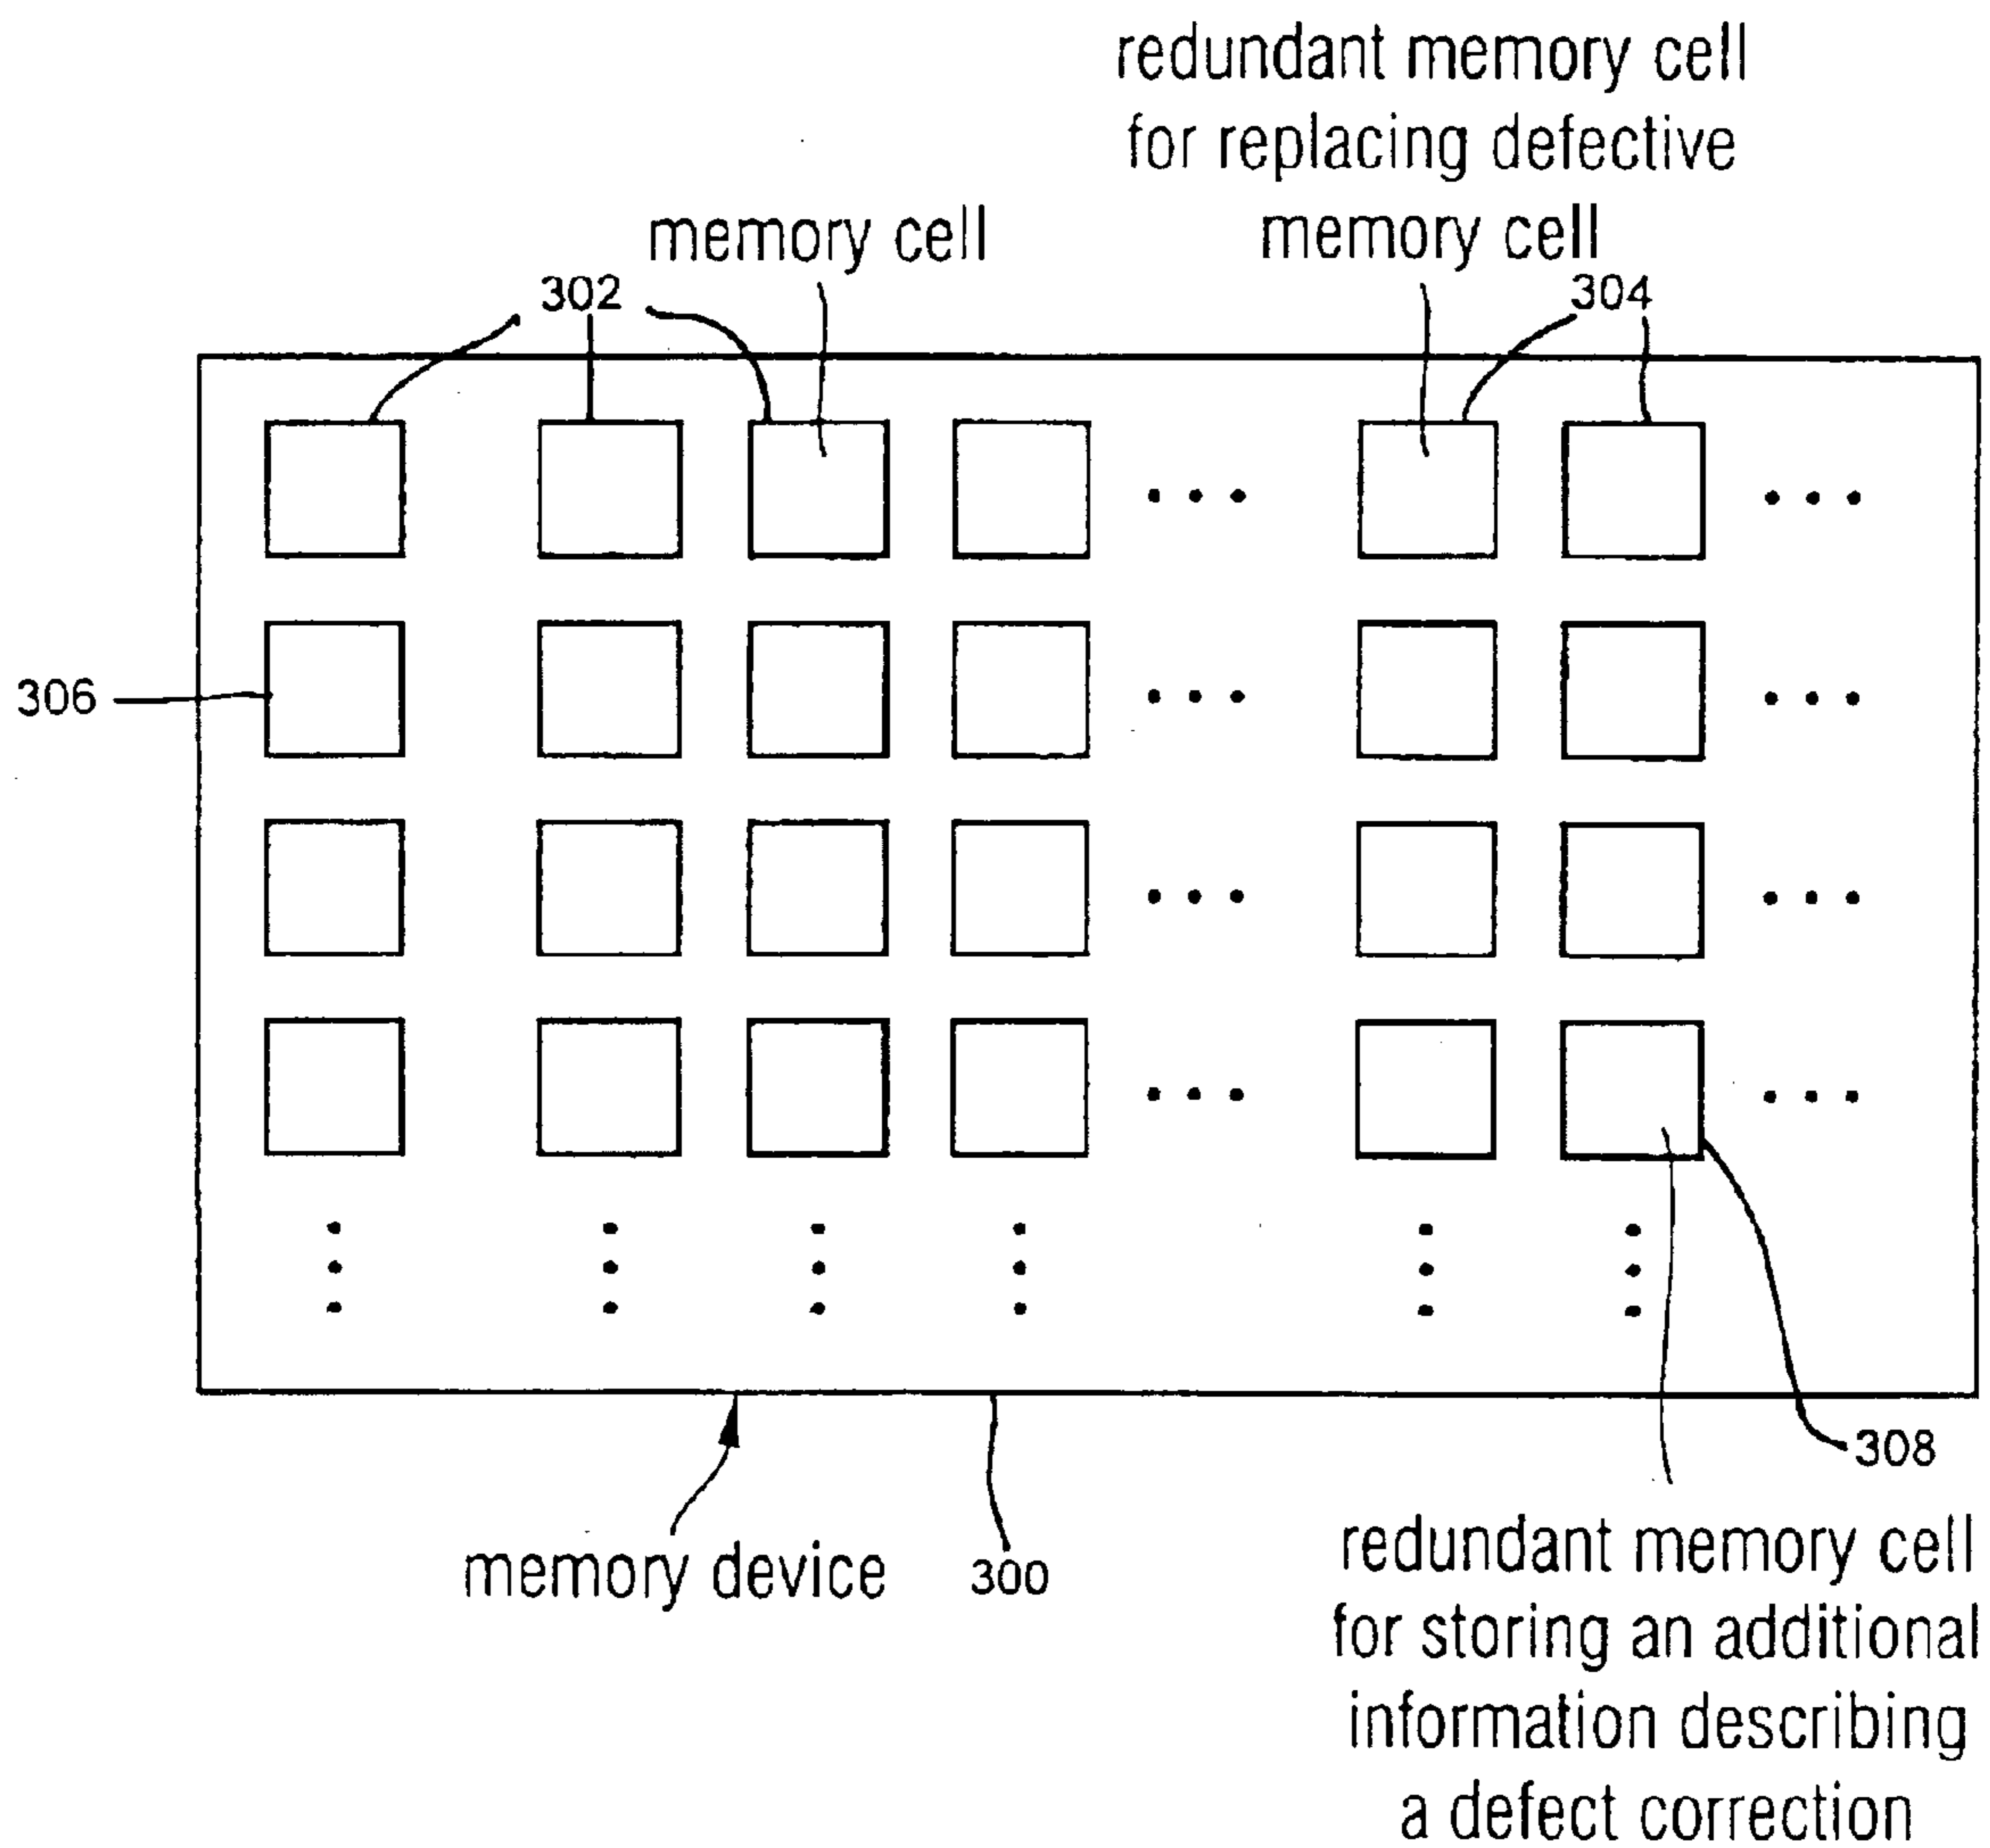 redundant memory cell
for replacing defective
memory cell
memory cell
302
304
306
308
memory device
300
redundant memory cell
for storing an additional
information describing
a defect correction